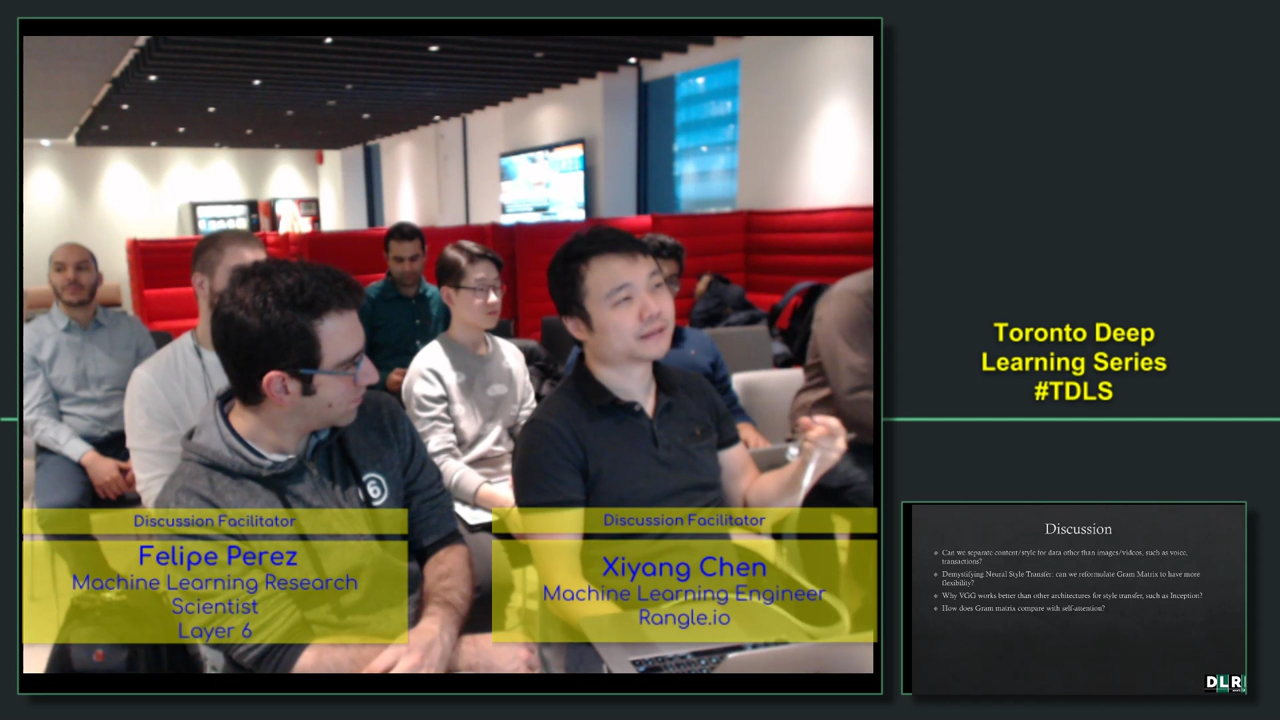 Toronto Deep
Learning Series
#TDLS
6
Discussion Facilitator
Felipe Perez
Machine Learning Research
Scientist
Layer 6
Discussion Facilitator
Xiyang Chen
Machine Learning Engineer
Rangle.io
Discussion
Can we separate content/style for data other than images/videos, such as voice,
transactions?
Demystifying Neural Style Transfer: can we reformulate Gram Matrix to have more
flexibility?
Why VGG works better than other architectures for style transfer, such as Inception?
How does Gram matrix compare with self-attention?
DLR